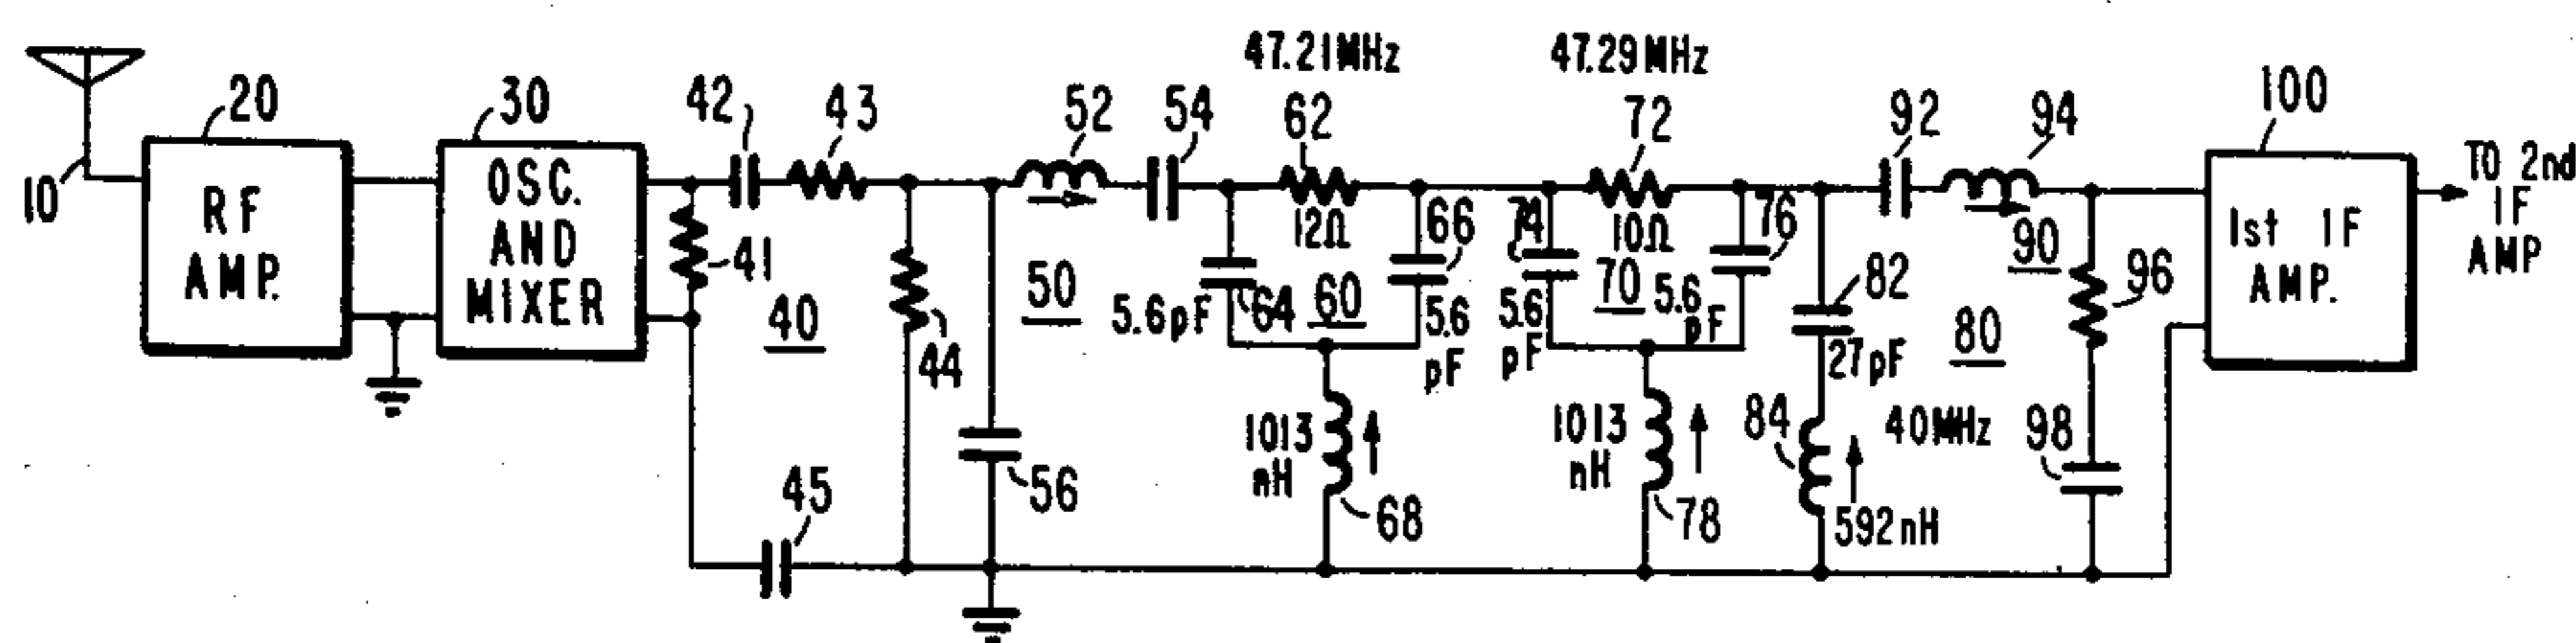 10
20
RF
AMP.
30
OSC.
AND
MIXER
41
42
43
40
44
45
52
54
50
56
47.21MHz
62
12Ω
5.6pF
64
60
66
5.6
pF
1013
nH
68
47.29MHz
72
10Ω
74
5.6
pF
70
5.6
pF
76
1013
nH
78
82
27pF
80
84
40MHz
592nH
92
94
90
96
98
100
1st IF
AMP.
TO 2nd
IF
AMP